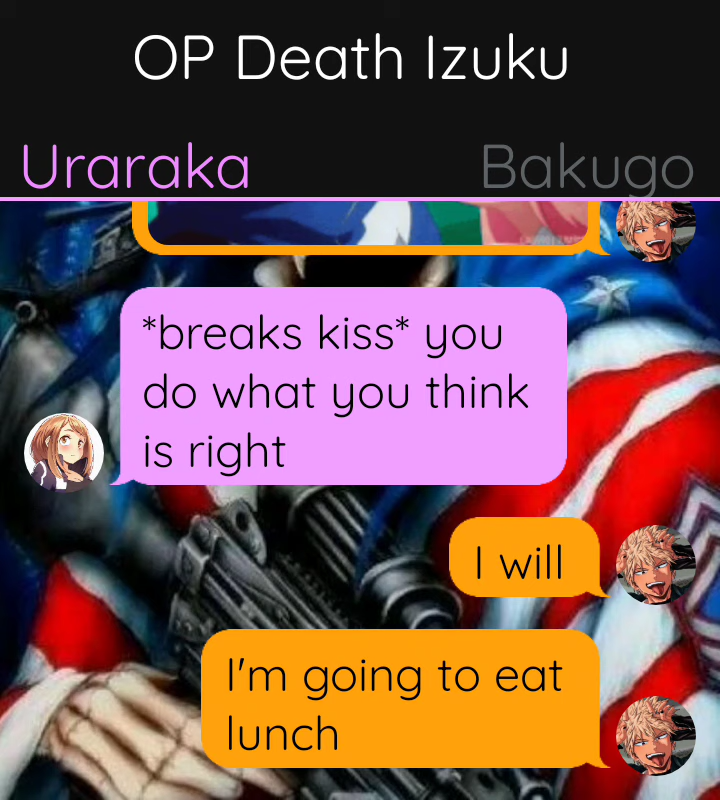 OP Death Izuku
Uraraka Bakugo
*breaks kiss* you
do what you think
is right
I will
I'm going to eat
lunch